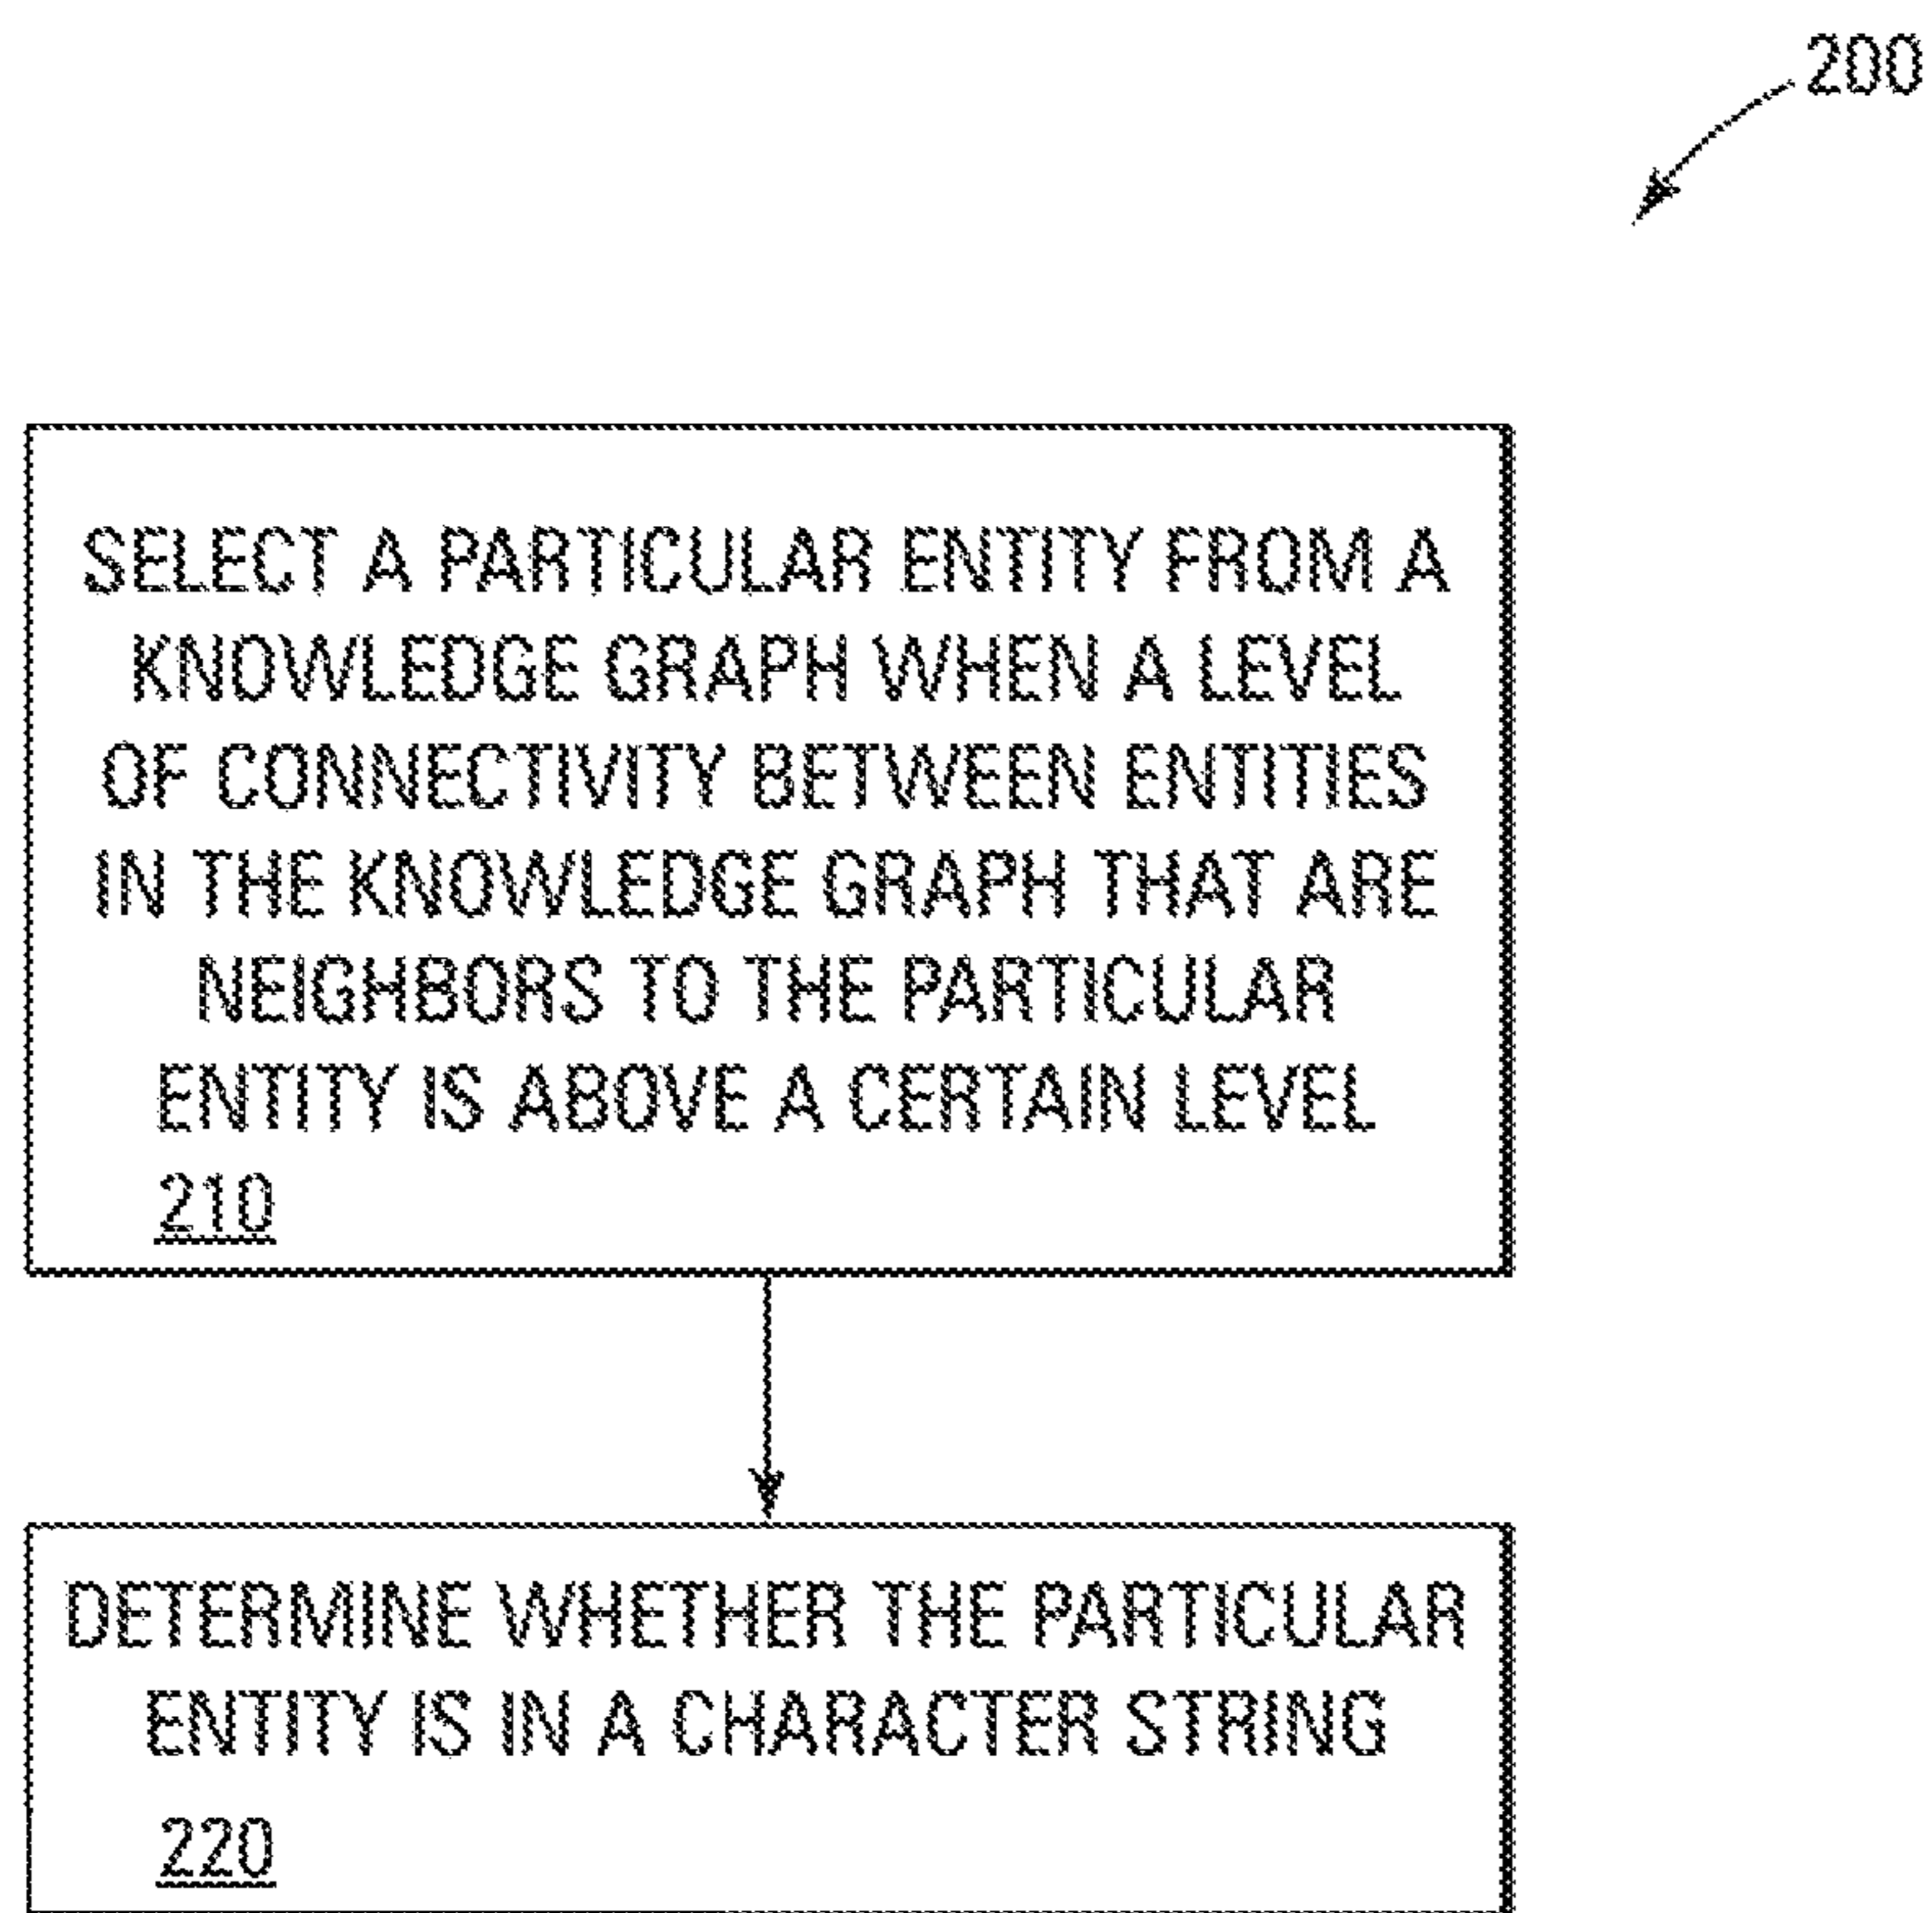 200
SELECT A PARTICULAR ENTITY FROM A
KNOWLEDGE GRAPH WHEN A LEVEL
OF CONNECTIVITY BETWEEN ENTITIES
IN THE KNOWLEDGE GRAPH THAT ARE
NEIGHBORS TO THE PARTICULAR
ENTITY IS ABOVE A CERTAIN LEVEL
210
DETERMINE WHETHER THE PARTICULAR
ENTITY IS IN A CHARACTER STRING
220